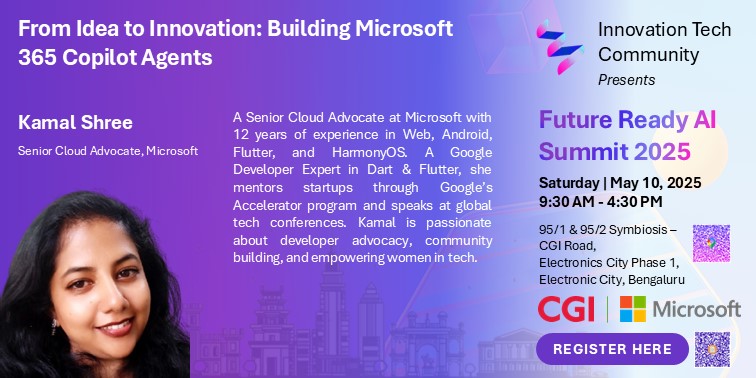 From Idea to Innovation: Building Microsoft
365 Copilot Agents
Kamal Shree
Senior Cloud Advocate, Microsoft
A Senior Cloud Advocate at Microsoft with
12 years of experience in Web, Android,
Flutter, and HarmonyOS. A Google
Developer Expert in Dart & Flutter, she
mentors startups through Google's
Accelerator program and speaks at global
tech conferences. Kamal is passionate
about developer advocacy, community
building, and empowering women in tech.
Innovation Tech
Community
Presents
Future Ready AI
Summit 2025
Saturday | May 10, 2025
9:30 AM - 4:30 PM
95/1 & 95/2 Symbiosis –
CGI Road,
Electronics City Phase 1,
Electronic City, Bengaluru
CGI | Microsoft
REGISTER HERE